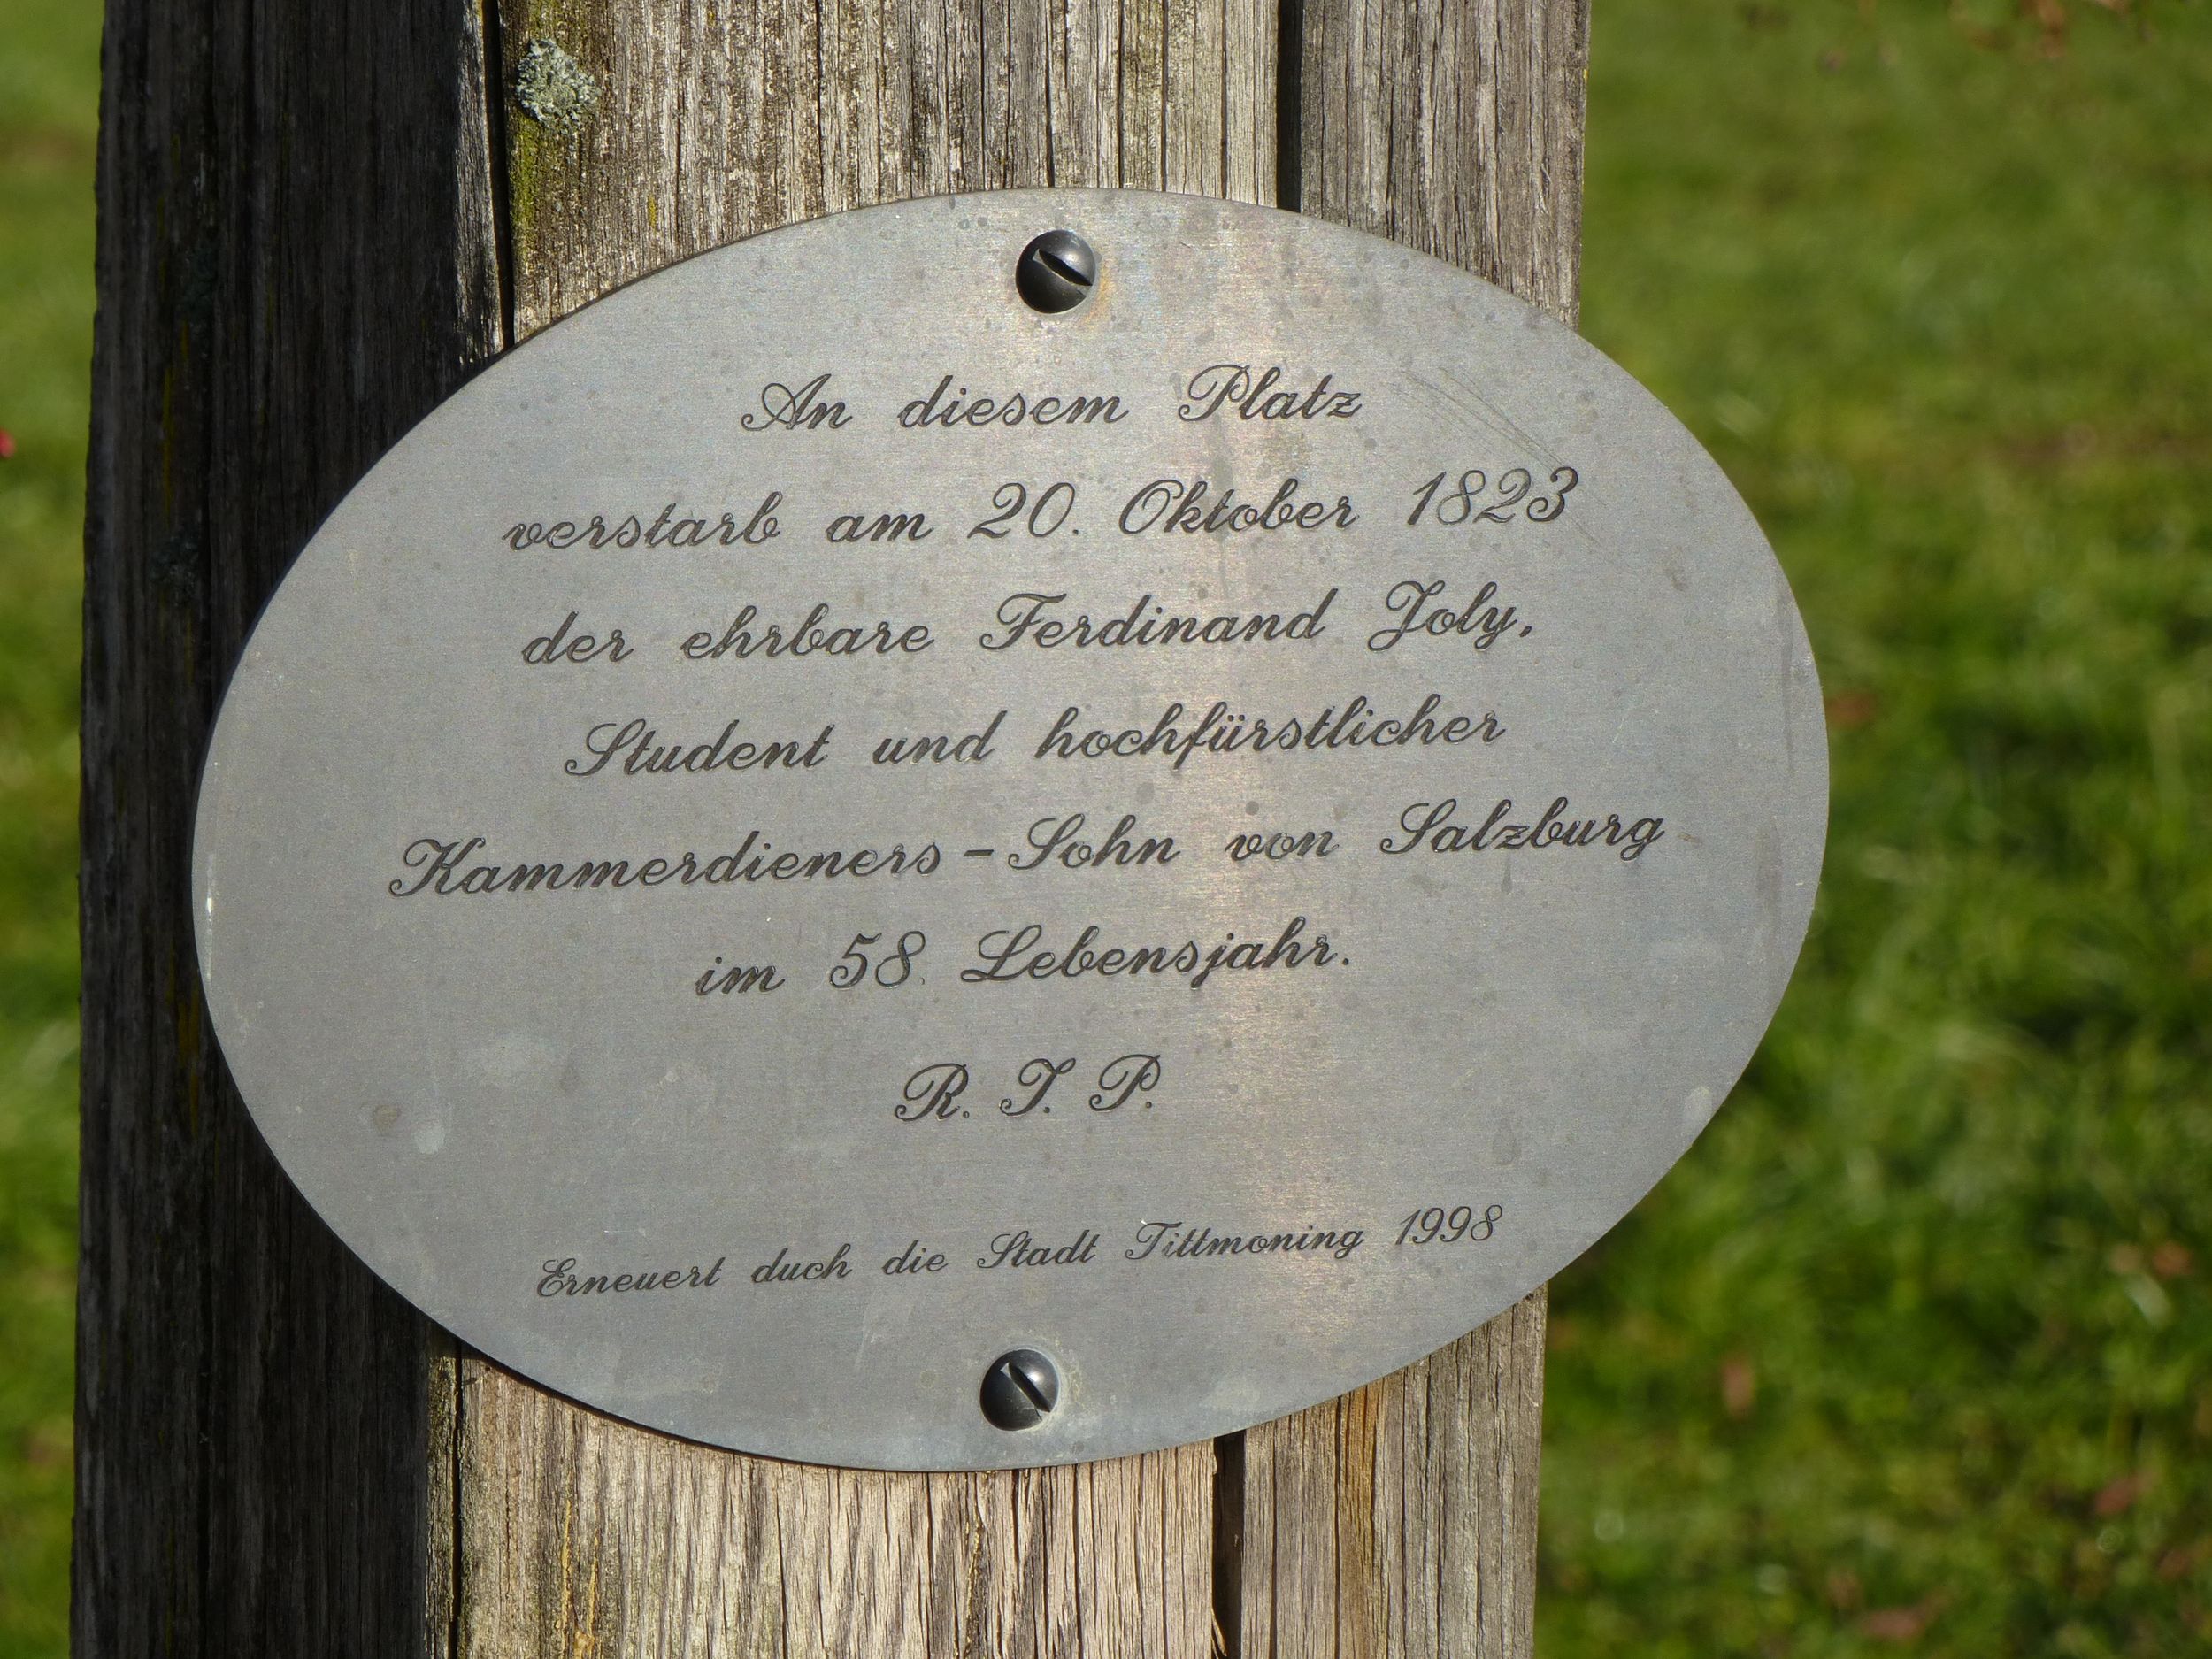 An diesem Platz
verstarb am 20. Oktober 1823
der ehrbare Ferdinand Joly,
Student und hochfürstlicher
Kammerdieners - Sohn von Salzburg
im 58. Lebensjahr.
R. I. P.
Erneuert duch die Stadt Tittmoning 1998